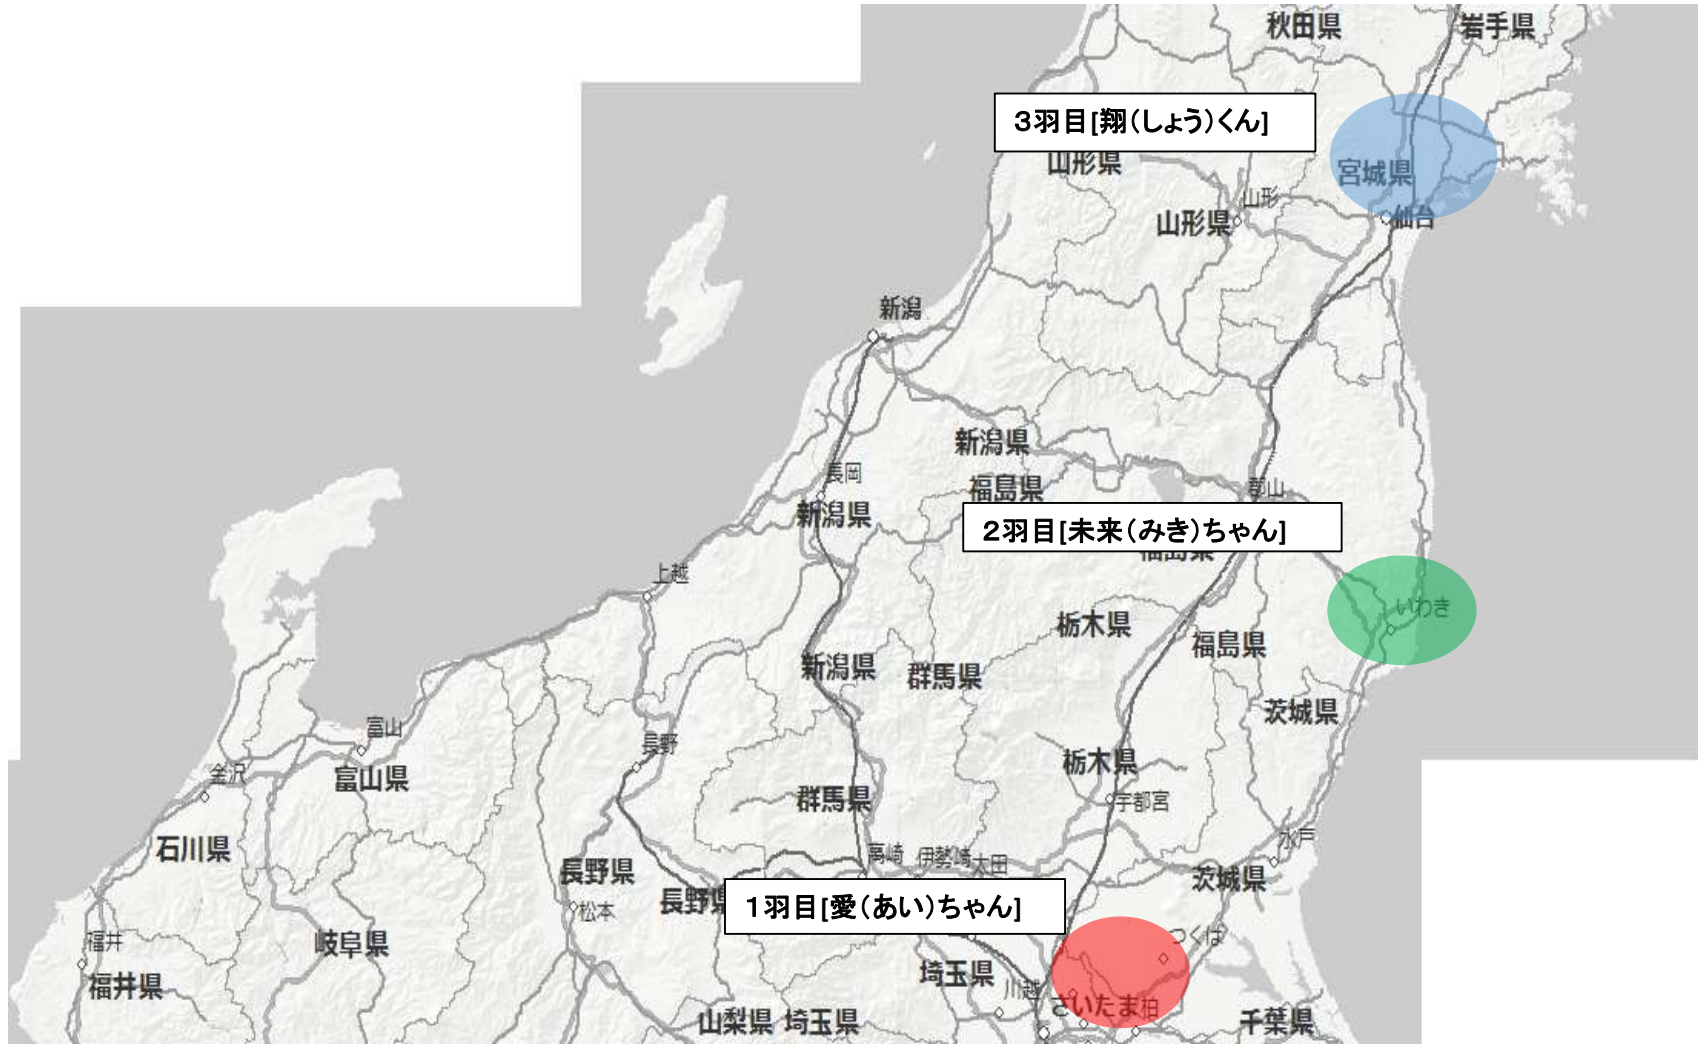 秋田県
岩手県
3羽目[翔(しょう)くん]
山形県
宮城県
山形
山形県
仙台
新潟
新潟県
長岡
福島県
郡山
新潟県
2羽目[未来(みき)ちゃん]
福島県
上越
いわき
栃木県
福島県
新潟県
群馬県
茨城県
富山
長野
栃木県
金沢
富山県
群馬県
宇都宮
水戸
石川県
高崎
伊勢崎
太田
長野県
茨城県
長野県
1羽目[愛(あい)ちゃん]
松本
つくば
福井
岐阜県
埼玉県
福井県
川越
さいたま
柏
山梨県
埼玉県
千葉県